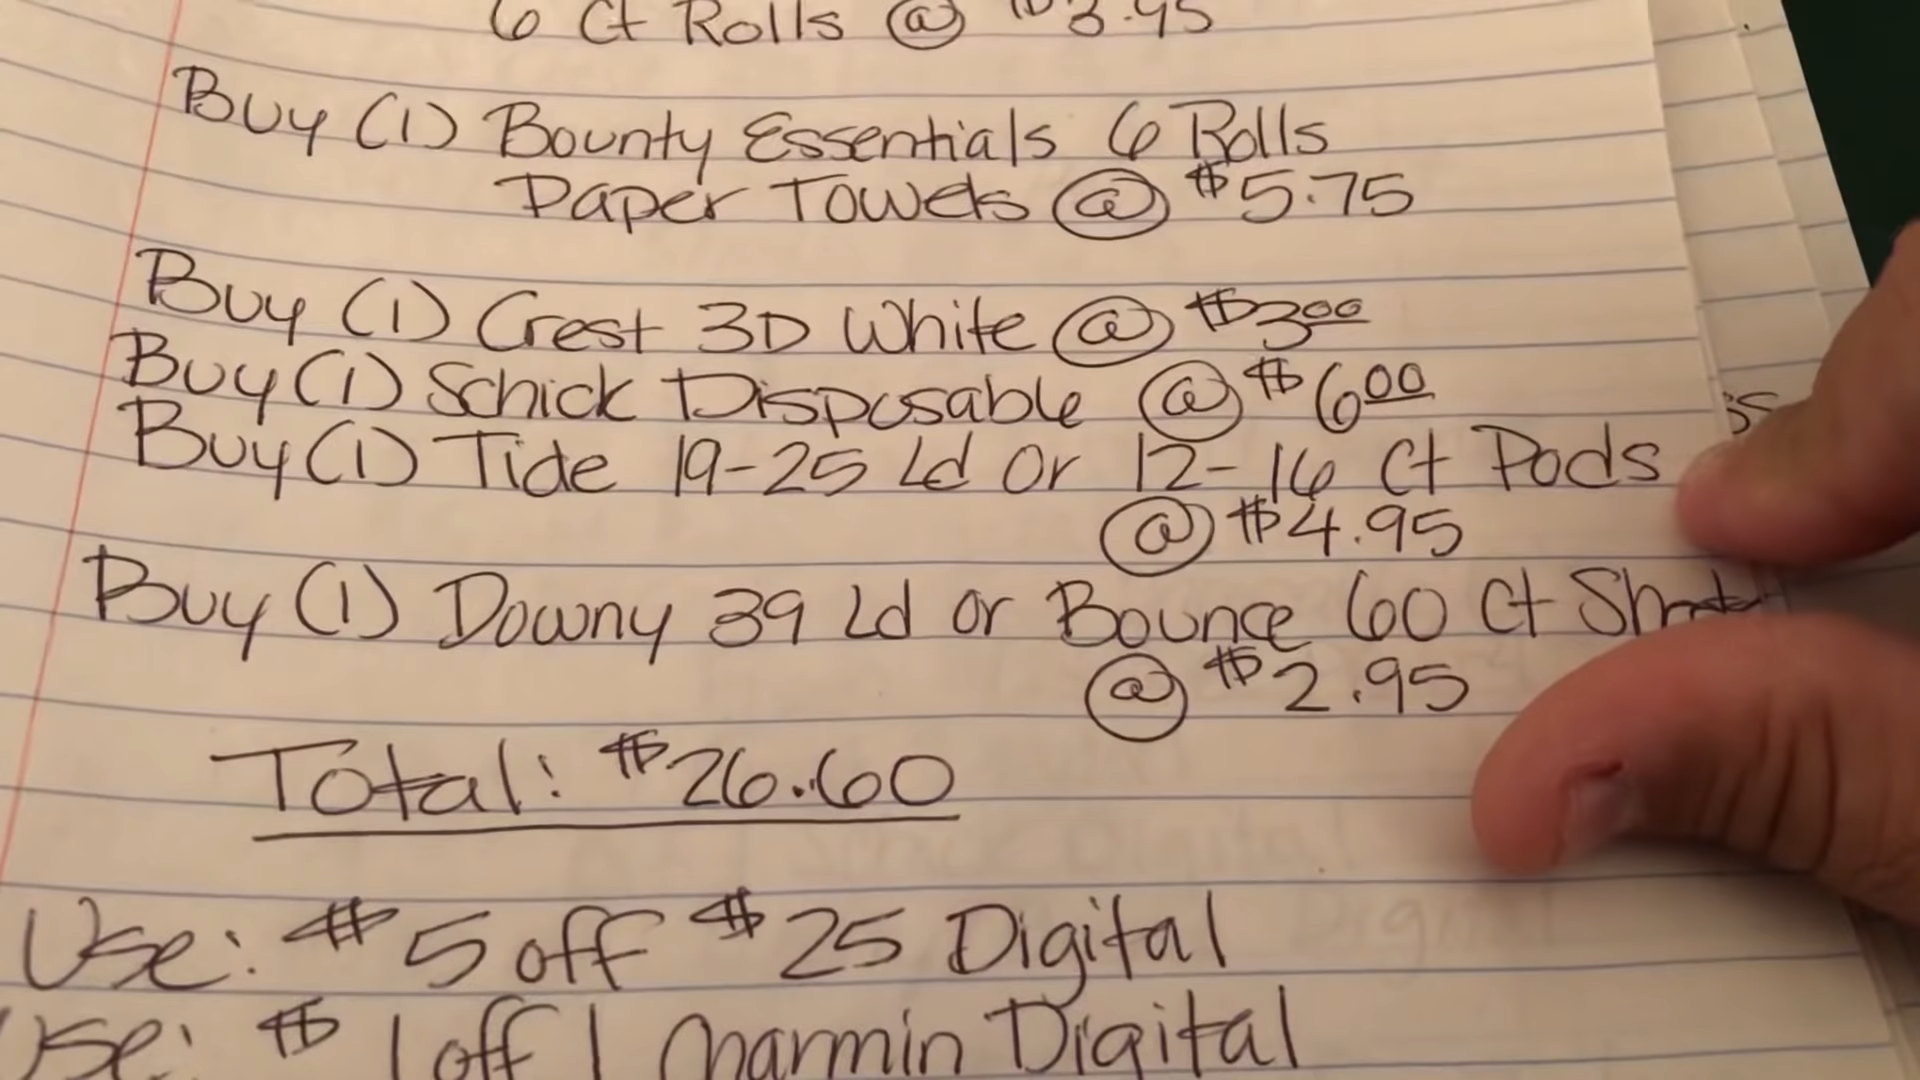 6 Ct Rolls @ $3.95
Buy (1) Bounty Essentials 6 Rolls
Paper Towels @ $5.75
Buy (1) Crest 3D White @ $3.00
Buy (1) Schick Disposable @ $6.00
Buy (1) Tide 19-25 Ld Or 12-16 Ct Pods
@ $4.95
Buy (1) Downy 39 Ld or Bounce 60 Ct
@ $2.95
Total: $26.60
Use: $5 off $25 Digital
Use: $1 off 1 Charmin Digital